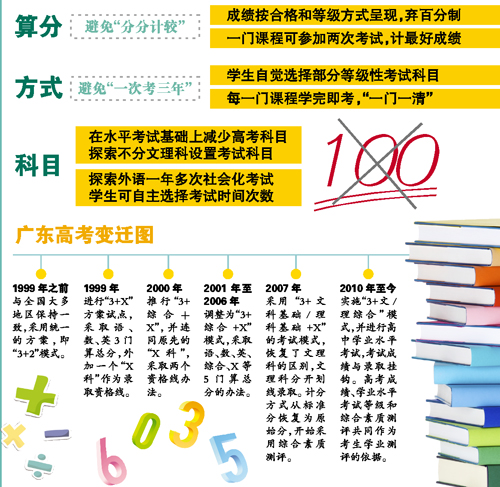 算分
避免“分分计较”
成绩按合格和等级方式呈现，弃百分制
一门课程可参加两次考试，计最好成绩
方式
避免“一次考三年”
学生自觉选择部分等级性考试科目
每一门课程学完即考，“一门一清”
科目
在水平考试基础上减少高考科目
探索不分文理科设置考试科目
探索外语一年多次社会化考试
学生可自主选择考试时间次数
100
广东高考变迁图
1999年之前
与全国大多
地区保持一
致，采用统一
的方案，即
“3+2”模式。
1999年
进行“3+X”
方案试点，
采取语、
数、英3门
算总分，外
加一个“X
科”作为录
取资格线。
2000年
推行“3+
综合+
X”，并连
同原先的
“X科”，
采取两个
资格线办
法。
2001年至
2006年
调整为“3+
综合+X”
模式，采取
语、数、英、
综合、X等
5门算总
分的办法。
2007年
采用“3+文
科基础/理
科基础+X”
的考试模式，
恢复了文理
科的区别，文
理科分开划
线录取。计分
方式从标准
分恢复为原
始分，开始采
用综合素质
测评。
2010年至今
实施“3+文/
理综合”模
式，并进行高
中学业水平
考试，考试成
绩与录取挂
钩。高考成
绩、学业水平
考试等级和
综合素质测
评共同作为
考生学业测
评的依据。
6 0 3 5